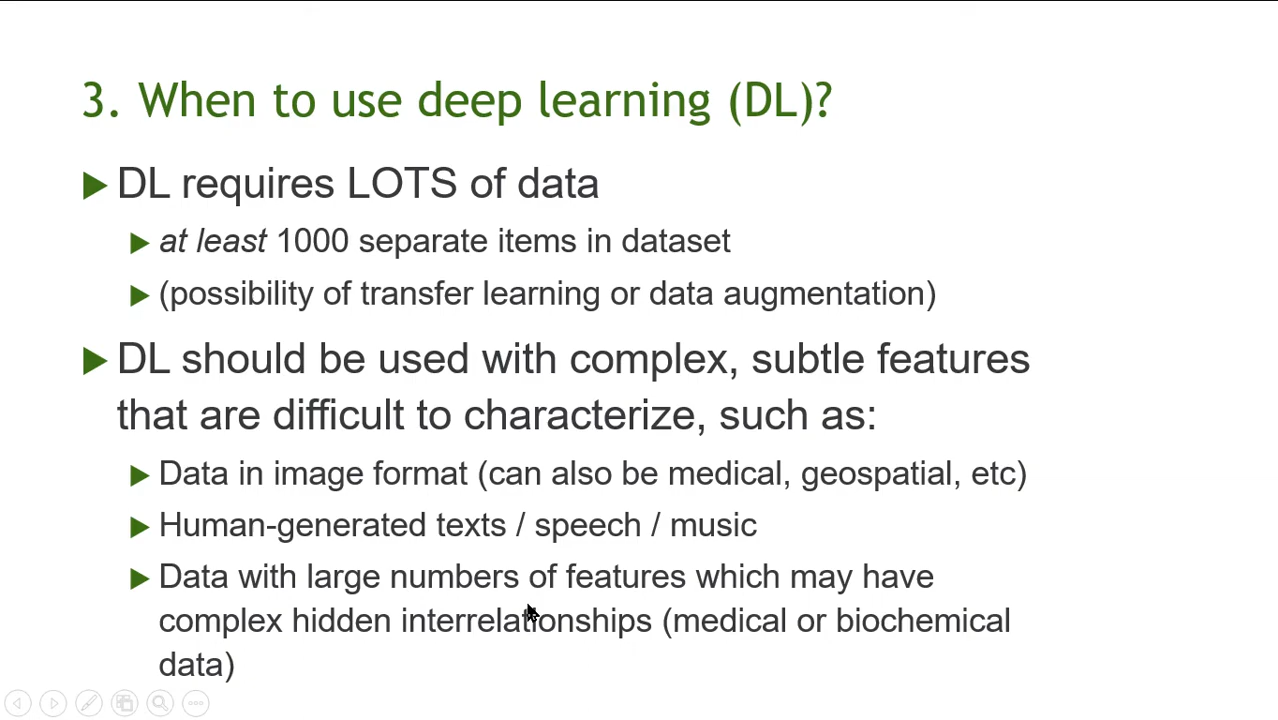 3. When to use deep learning (DL)?
DL requires LOTS of data
at least 1000 separate items in dataset
(possibility of transfer learning or data augmentation)
DL should be used with complex, subtle features
that are difficult to characterize, such as:
Data in image format (can also be medical, geospatial, etc)
Human-generated texts / speech / music
Data with large numbers of features which may have
complex hidden interrelationships (medical or biochemical
data)